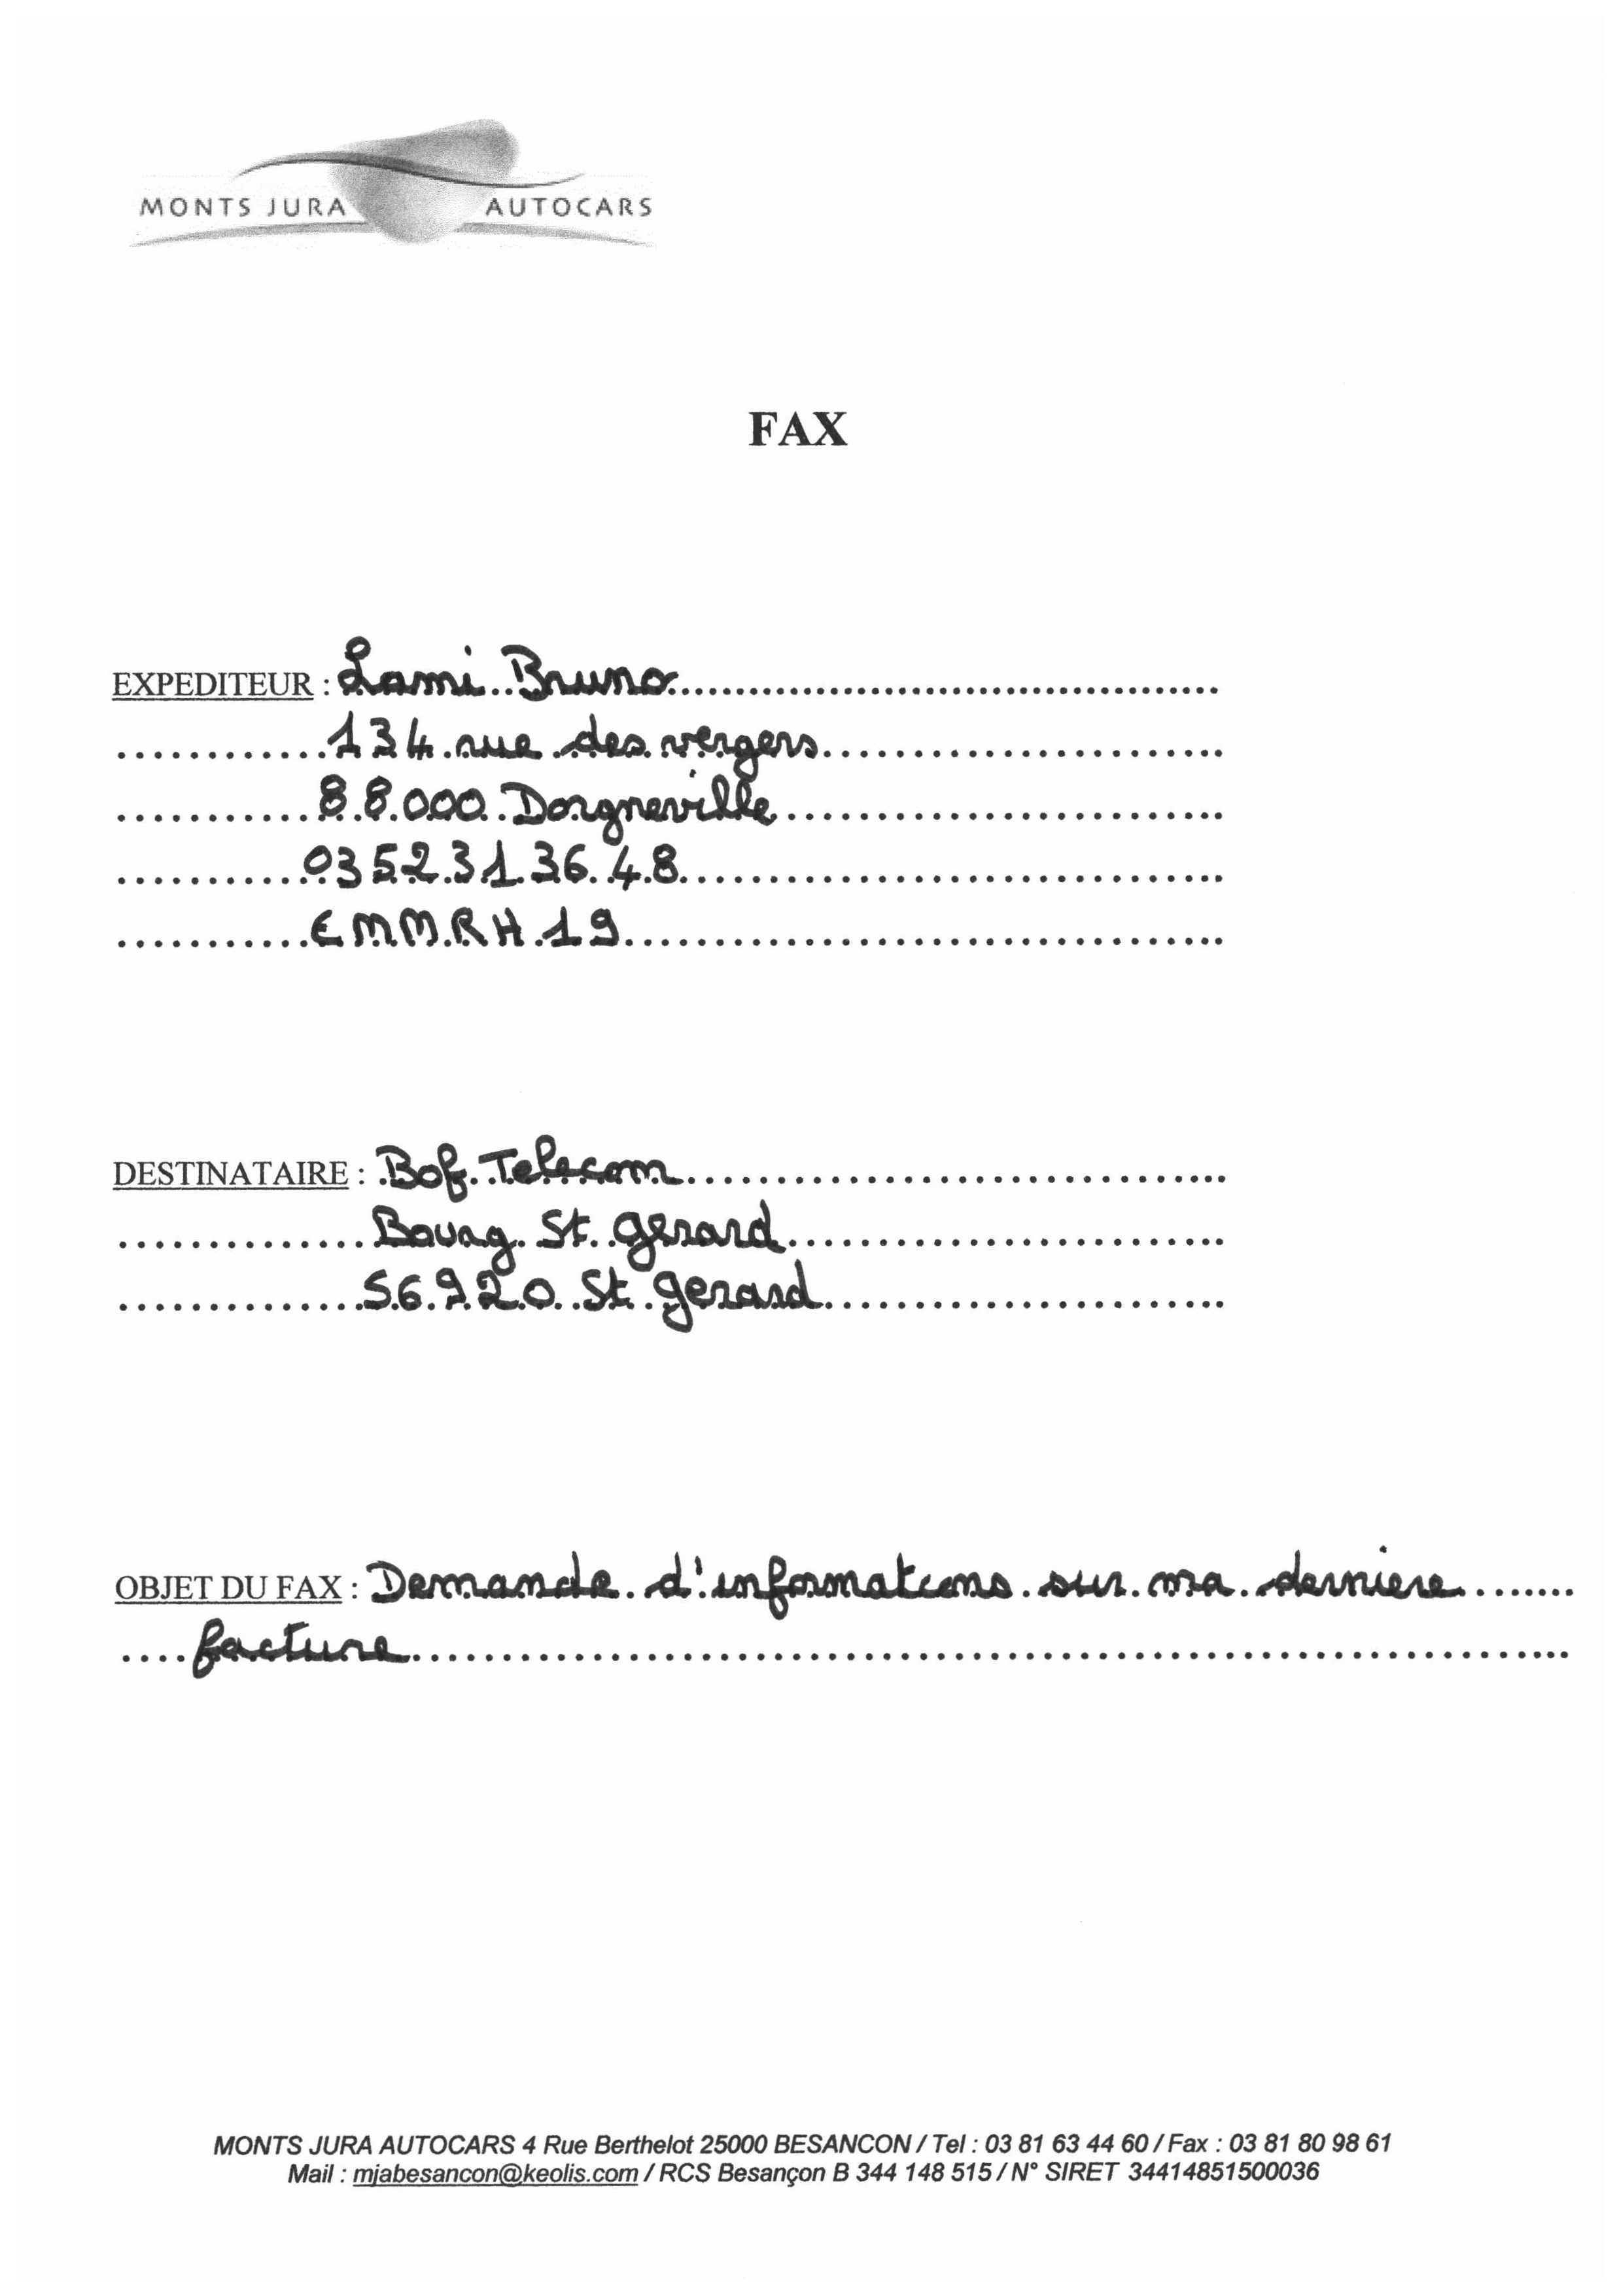 MONTS JURA AUTOCARS
FAX
EXPEDITEUR : Lami Bruno
134 rue des vergers
88000 Dorgneville
0352313648
EMMRH19
DESTINATAIRE : Bof Telecom
Bourg St Gerard
56920 St Gerard
OBJET DU FAX : Demande d'informations sur ma derniere
facture
MONTS JURA AUTOCARS 4 Rue Berthelot 25000 BESANCON / Tel : 03 81 63 44 60 / Fax : 03 81 80 98 61
Mail : mjabesancon@keolis.com / RCS Besançon B 344 148 515 / N° SIRET 34414851500036